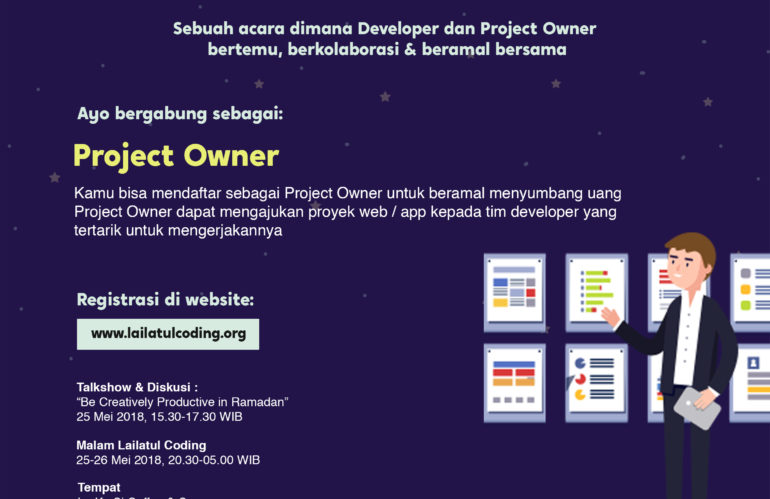 Sebuah acara dimana Developer dan Project Owner
bertemu, berkolaborasi & beramal bersama
Ayo bergabung sebagai:
Project Owner
Kamu bisa mendaftar sebagai Project Owner untuk beramal menyumbang uang
Project Owner dapat mengajukan proyek web / app kepada tim developer yang
tertarik untuk mengerjakannya
Registrasi di website:
www.lailatulcoding.org
Talkshow & Diskusi :
“Be Creatively Productive in Ramadan”
25 Mei 2018, 15.30-17.30 WIB
Malam Lailatul Coding
25-26 Mei 2018, 20.30-05.00 WIB
Tempat